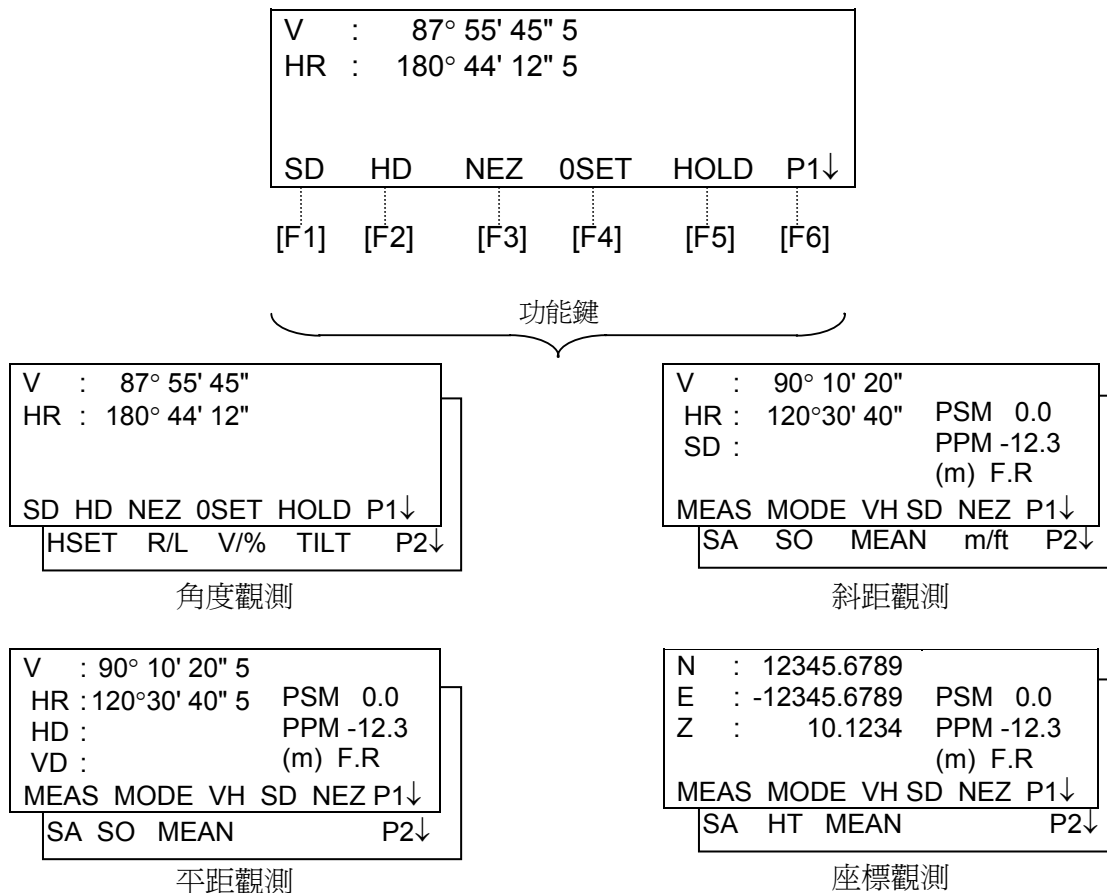 V : 87° 55' 45" 5
HR : 180° 44' 12" 5
SD HD NEZ 0SET HOLD P1↓
[F1] [F2] [F3] [F4] [F5] [F6]
功能鍵
V : 87° 55' 45"
HR : 180° 44' 12"
SD HD NEZ 0SET HOLD P1↓
HSET R/L V/% TILT P2↓
角度觀測
V : 90° 10' 20"
HR : 120°30' 40" PSM 0.0
SD : PPM -12.3
(m) F.R
MEAS MODE VH SD NEZ P1↓
SA SO MEAN m/ft P2↓
斜距觀測
V : 90° 10' 20" 5
HR : 120°30' 40" 5 PSM 0.0
HD : PPM -12.3
VD : (m) F.R
MEAS MODE VH SD NEZ P1↓
SA SO MEAN P2↓
平距觀測
N : 12345.6789
E : -12345.6789 PSM 0.0
Z : 10.1234 PPM -12.3
(m) F.R
MEAS MODE VH SD NEZ P1↓
SA HT MEAN P2↓
座標觀測